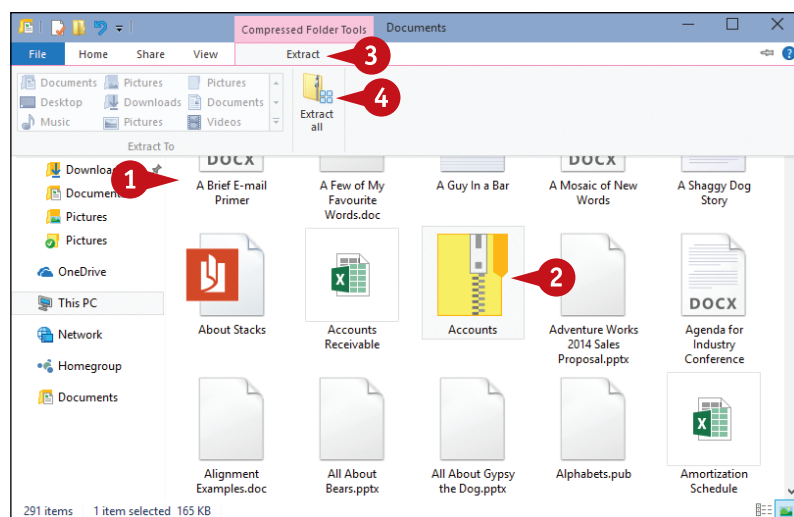 Compressed Folder Tools
Documents
File
Home
Share
View
Extract
3
Documents
Pictures
Pictures
Desktop
Downloads
Documents
Music
Pictures
Videos
Extract To
Extract
all
4
Downloa
Document
Pictures
Pictures
OneDrive
This PC
Network
Homegroup
Documents
1
DOCX
DOCX
A Brief E-mail
Primer
A Few of My
Favourite
Words.doc
A Guy In a Bar
A Mosaic of New
Words
A Shaggy Dog
Story
2
DOCX
About Stacks
Accounts
Receivable
Accounts
Adventure Works
2014 Sales
Proposal.pptx
Agenda for
Industry
Conference
Alignment
Examples.doc
All About
Bears.pptx
All About Gypsy
the Dog.pptx
Alphabets.pub
Amortization
Schedule
291 items
1 item selected 165 KB